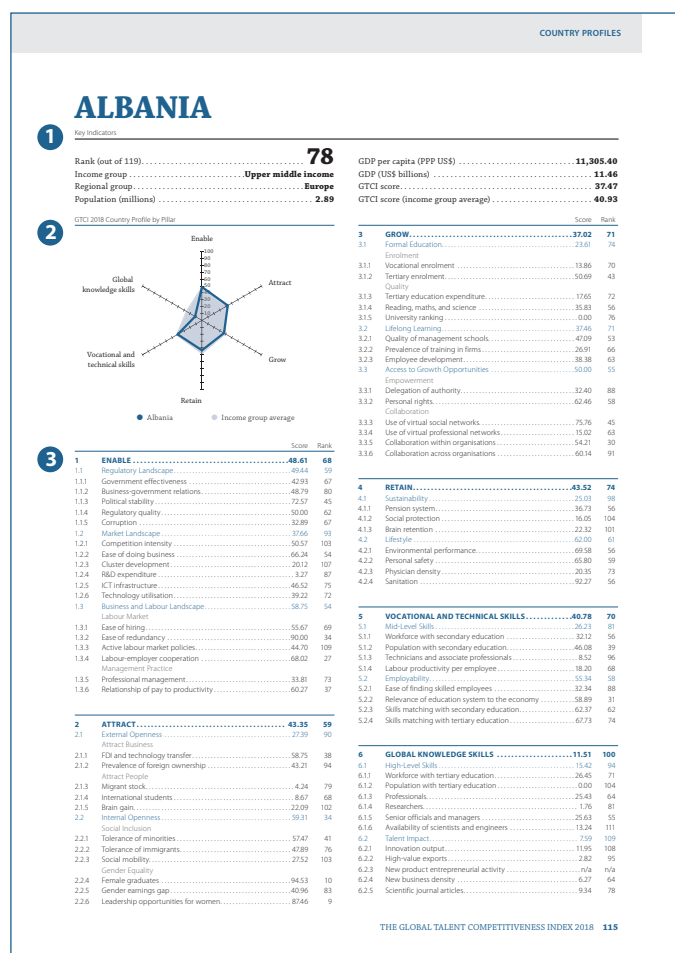 COUNTRY PROFILES
ALBANIA
1
Key Indicators
Rank (out of 119) 78
Income group Upper middle income
Regional group Europe
Population (millions) 2.89
GDP per capita (PPP US$) 11,305.40
GDP (US$ billions) 11.46
GTCI score 37.47
GTCI score (income group average) 40.93
2
GTCI 2018 Country Profile by Pillar
Enable
100
90
80
70
60
50
40
30
20
10
Global
knowledge skills
Attract
Vocational and
technical skills
Grow
Retain
Albania
Income group average
3
Score Rank
1 ENABLE 48.61 68
1.1 Regulatory Landscape 49.44 59
1.1.1 Government effectiveness 42.93 67
1.1.2 Business-government relations 48.79 80
1.1.3 Political stability 72.57 45
1.1.4 Regulatory quality 50.00 62
1.1.5 Corruption 32.89 67
1.2 Market Landscape 37.66 93
1.2.1 Competition intensity 50.57 103
1.2.2 Ease of doing business 66.24 54
1.2.3 Cluster development 20.12 107
1.2.4 R&D expenditure 3.27 87
1.2.5 ICT infrastructure 46.52 75
1.2.6 Technology utilisation 39.22 72
1.3 Business and Labour Landscape 58.75 54
Labour Market
1.3.1 Ease of hiring 55.67 69
1.3.2 Ease of redundancy 90.00 34
1.3.3 Active labour market policies 44.70 109
1.3.4 Labour-employer cooperation 68.02 27
Management Practice
1.3.5 Professional management 33.81 73
1.3.6 Relationship of pay to productivity 60.27 37
2 ATTRACT 43.35 59
2.1 External Openness 27.39 90
Attract Business
2.1.1 FDI and technology transfer 58.75 38
2.1.2 Prevalence of foreign ownership 43.21 94
Attract People
2.1.3 Migrant stock 4.24 79
2.1.4 International students 8.67 68
2.1.5 Brain gain 22.09 102
2.2 Internal Openness 59.31 34
Social Inclusion
2.2.1 Tolerance of minorities 57.47 41
2.2.2 Tolerance of immigrants 47.89 76
2.2.3 Social mobility 27.52 103
Gender Equality
2.2.4 Female graduates 94.53 10
2.2.5 Gender earnings gap 40.96 83
2.2.6 Leadership opportunities for women 87.46 9
Score Rank
3 GROW 37.02 71
3.1 Formal Education 23.61 74
Enrolment
3.1.1 Vocational enrolment 13.86 70
3.1.2 Tertiary enrolment 50.69 43
Quality
3.1.3 Tertiary education expenditure 17.65 72
3.1.4 Reading, maths, and science 35.83 56
3.1.5 University ranking 0.00 76
3.2 Lifelong Learning 37.46 71
3.2.1 Quality of management schools 47.09 53
3.2.2 Prevalence of training in firms 26.91 66
3.2.3 Employee development 38.38 63
3.3 Access to Growth Opportunities 50.00 55
Empowerment
3.3.1 Delegation of authority 32.40 88
3.3.2 Personal rights 62.46 58
Collaboration
3.3.3 Use of virtual social networks 75.76 45
3.3.4 Use of virtual professional networks 15.02 63
3.3.5 Collaboration within organisations 54.21 30
3.3.6 Collaboration across organisations 60.14 91
4 RETAIN 43.52 74
4.1 Sustainability 25.03 98
4.1.1 Pension system 36.73 56
4.1.2 Social protection 16.05 104
4.1.3 Brain retention 22.32 101
4.2 Lifestyle 62.00 61
4.2.1 Environmental performance 69.58 56
4.2.2 Personal safety 65.80 59
4.2.3 Physician density 20.35 73
4.2.4 Sanitation 92.27 56
5 VOCATIONAL AND TECHNICAL SKILLS 40.78 70
5.1 Mid-Level Skills 26.23 81
5.1.1 Workforce with secondary education 32.12 56
5.1.2 Population with secondary education 46.08 39
5.1.3 Technicians and associate professionals 8.52 96
5.1.4 Labour productivity per employee 18.20 68
5.2 Employability 55.34 58
5.2.1 Ease of finding skilled employees 32.34 88
5.2.2 Relevance of education system to the economy 58.89 31
5.2.3 Skills matching with secondary education 62.37 62
5.2.4 Skills matching with tertiary education 67.73 74
6 GLOBAL KNOWLEDGE SKILLS 11.51 100
6.1 High-Level Skills 15.42 94
6.1.1 Workforce with tertiary education 26.45 71
6.1.2 Population with tertiary education 0.00 104
6.1.3 Professionals 25.43 64
6.1.4 Researchers 1.76 81
6.1.5 Senior officials and managers 25.63 55
6.1.6 Availability of scientists and engineers 13.24 111
6.2 Talent Impact 7.59 109
6.2.1 Innovation output 11.95 108
6.2.2 High-value exports 2.82 95
6.2.3 New product entrepreneurial activity n/a n/a
6.2.4 New business density 6.27 64
6.2.5 Scientific journal articles 9.34 78
THE GLOBAL TALENT COMPETITIVENESS INDEX 2018 115